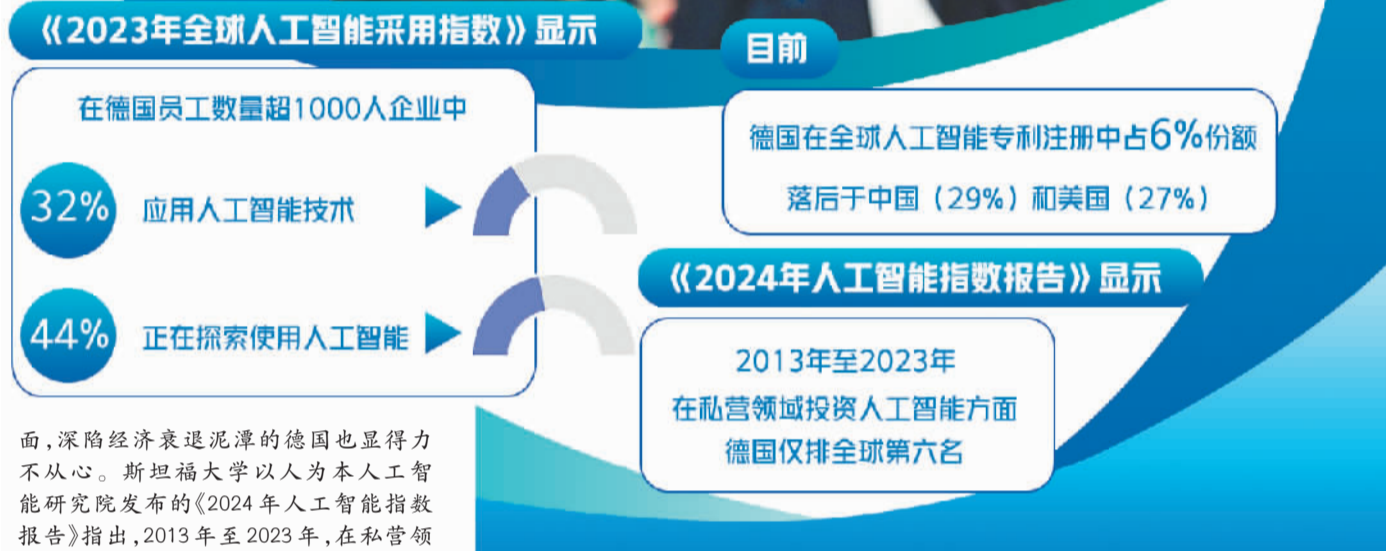 《2023年全球人工智能采用指数》显示
在德国员工数量超1000人企业中
32% 应用人工智能技术
44% 正在探索使用人工智能
目前
德国在全球人工智能专利注册中占6%份额
落后于中国（29%）和美国（27%）
《2024年人工智能指数报告》显示
2013年至2023年
在私营领域投资人工智能方面
德国仅排全球第六名
面，深陷经济衰退泥潭的德国也显得力
不从心。斯坦福大学以人为本人工智
能研究院发布的《2024年人工智能指数
报告》指出，2013年至2023年，在私营领